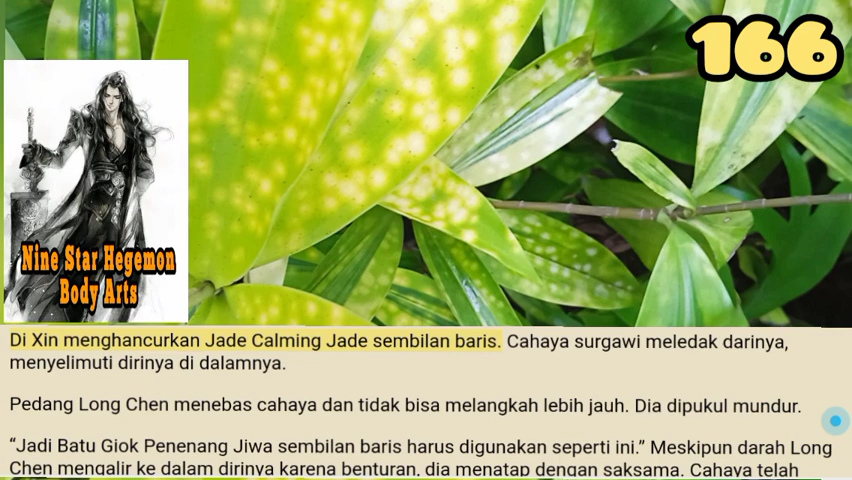 166
Nine Star Hegemon
Body Arts
Di Xin menghancurkan Jade Calming Jade sembilan baris. Cahaya surgawi meledak darinya,
menyelimuti dirinya di dalamnya.
Pedang Long Chen menebas cahaya dan tidak bisa melangkah lebih jauh. Dia dipukul mundur.
“Jadi Batu Giok Penenang Jiwa sembilan baris harus digunakan seperti ini.” Meskipun darah Long
Chen mengalir ke dalam dirinya karena benturan, dia menatap dengan saksama. Cahaya telah